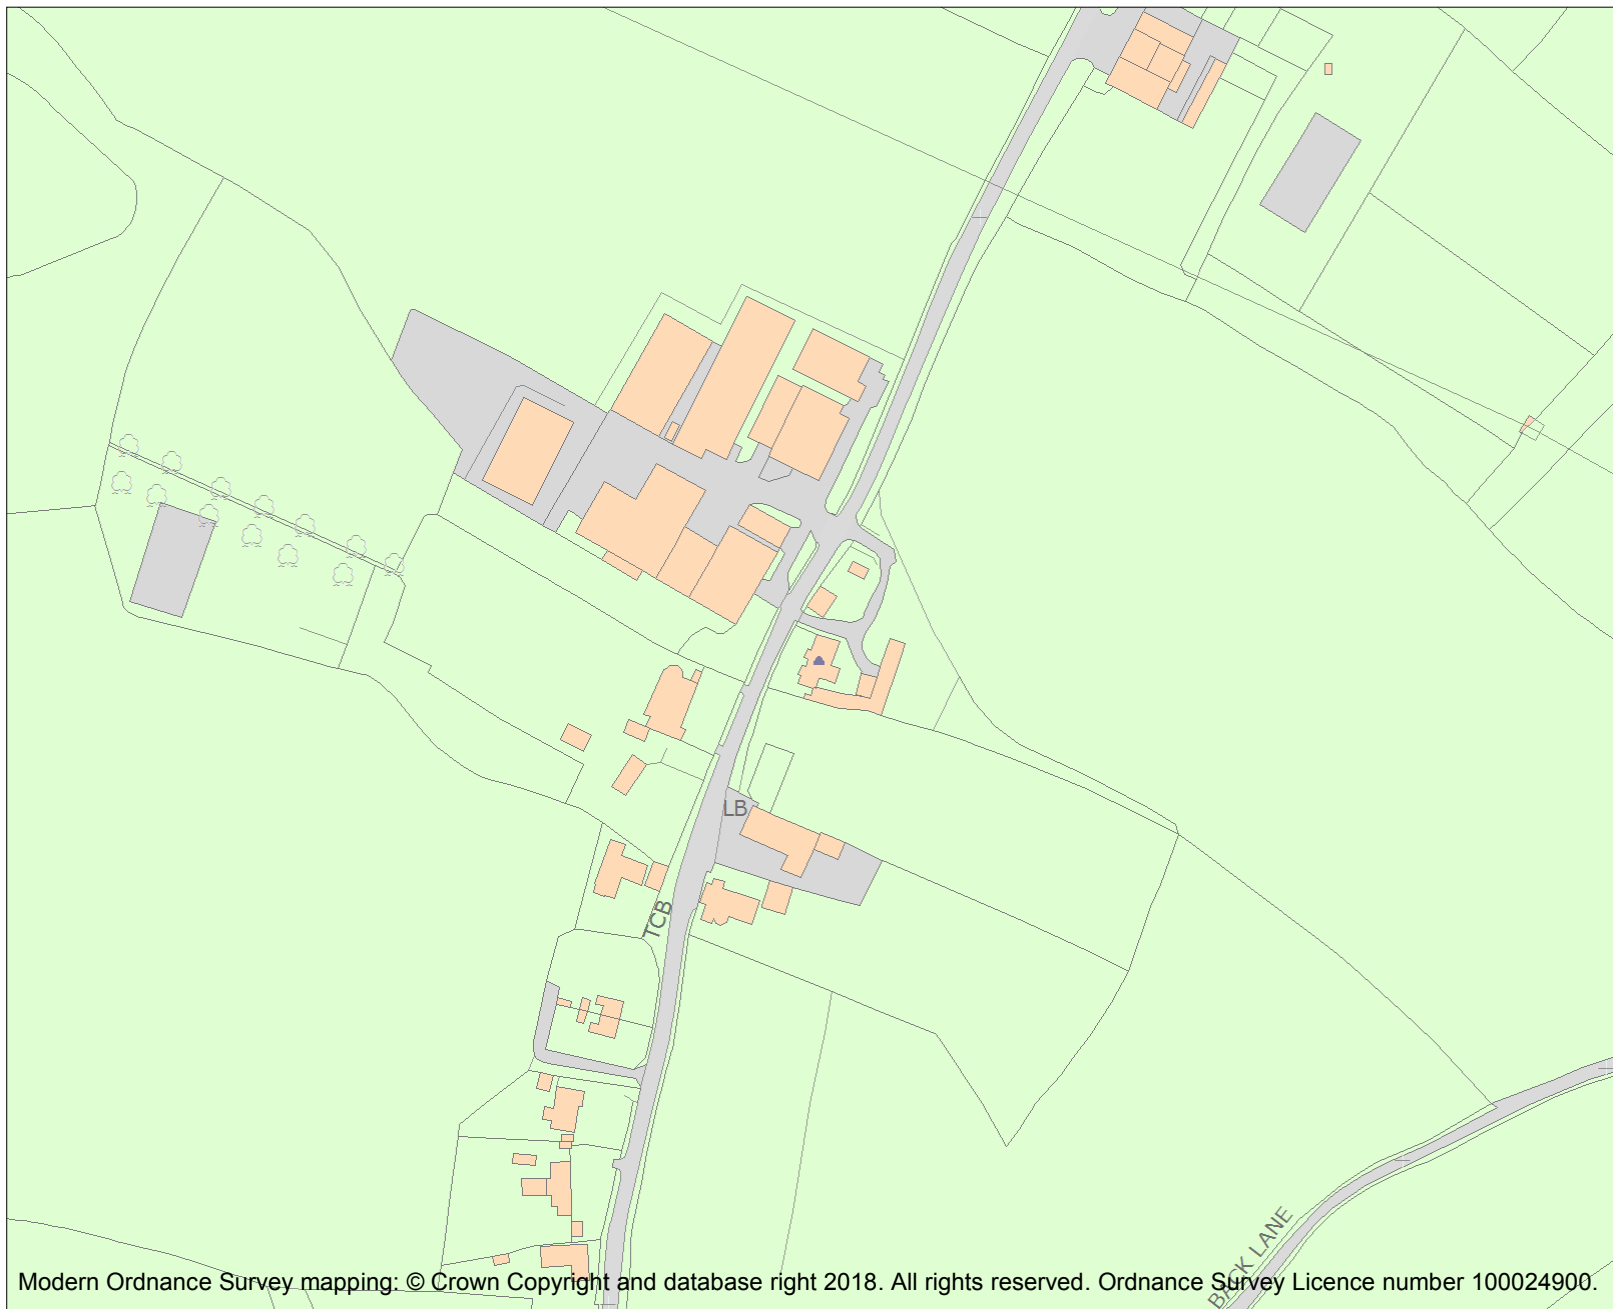 LB
TCB
BACK LANE
Modern Ordnance Survey mapping: © Crown Copyright and database right 2018. All rights reserved. Ordnance Survey Licence number 100024900.